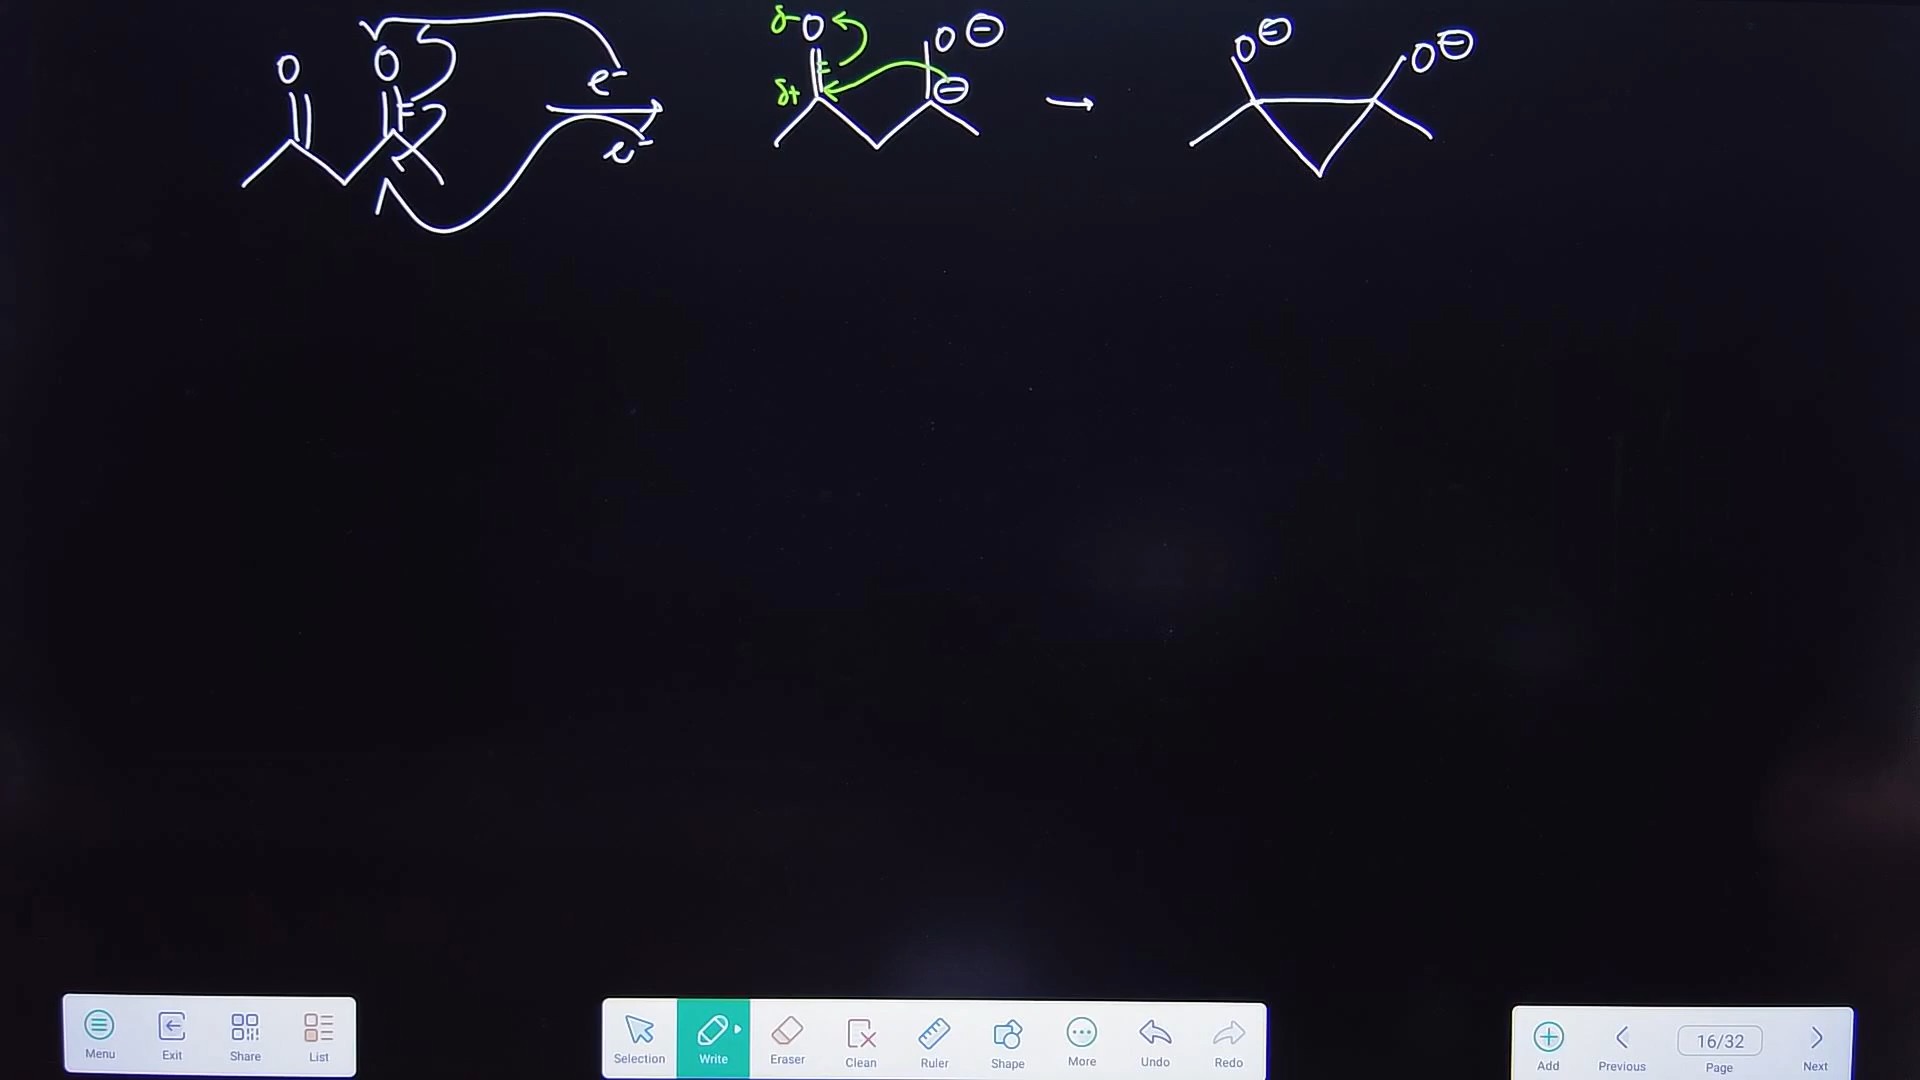 O O e⁻ e⁻ δ- O δ+ O ⊖ ⊖ → O ⊖ O ⊖
Menu Exit Share List
Selection Write Eraser Clean Ruler Shape More Undo Redo
Add Previous 16/32 Page Next